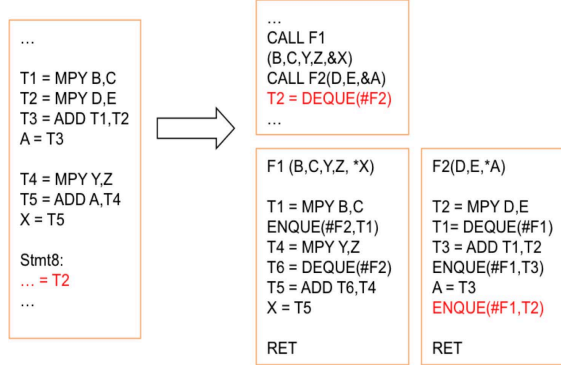 …
T1 = MPY B,C
T2 = MPY D,E
T3 = ADD T1,T2
A = T3
T4 = MPY Y,Z
T5 = ADD A,T4
X = T5
Stmt8:
… = T2
…
…
CALL F1
(B,C,Y,Z,&X)
CALL F2(D,E,&A)
T2 = DEQUE(#F2)
…
F1 (B,C,Y,Z, *X)
T1 = MPY B,C
ENQUE(#F2,T1)
T4 = MPY Y,Z
T6 = DEQUE(#F2)
T5 = ADD T6,T4
X = T5
RET
F2(D,E,*A)
T2 = MPY D,E
T1= DEQUE(#F1)
T3 = ADD T1,T2
ENQUE(#F1,T3)
A = T3
ENQUE(#F1,T2)
RET